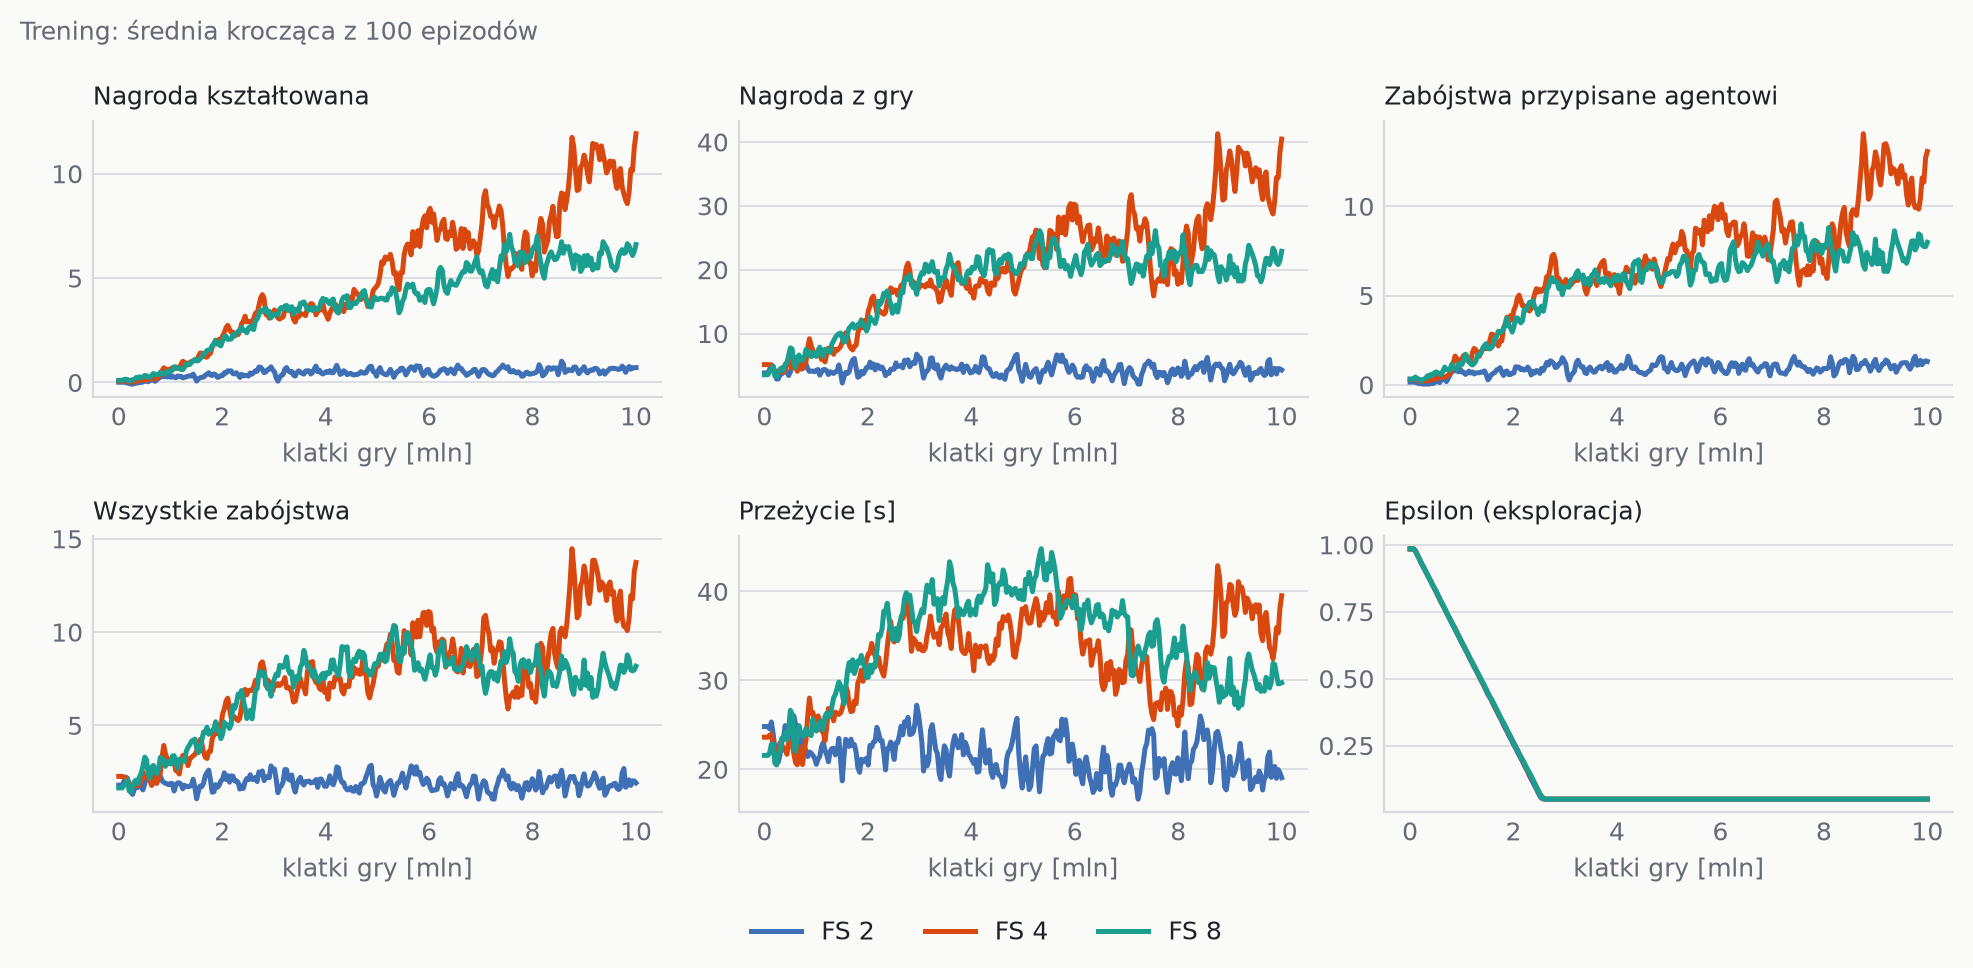 Trening: średnia krocząca z 100 epizodów
Nagroda kształtowana
10
5
0
0 2 4 6 8 10
klatki gry [mln]
Nagroda z gry
40
30
20
10
0 2 4 6 8 10
klatki gry [mln]
Zabójstwa przypisane agentowi
10
5
0
0 2 4 6 8 10
klatki gry [mln]
Wszystkie zabójstwa
15
10
5
0 2 4 6 8 10
klatki gry [mln]
Przeżycie [s]
40
30
20
0 2 4 6 8 10
klatki gry [mln]
Epsilon (eksploracja)
1.00
0.75
0.50
0.25
0 2 4 6 8 10
klatki gry [mln]
FS 2 FS 4 FS 8